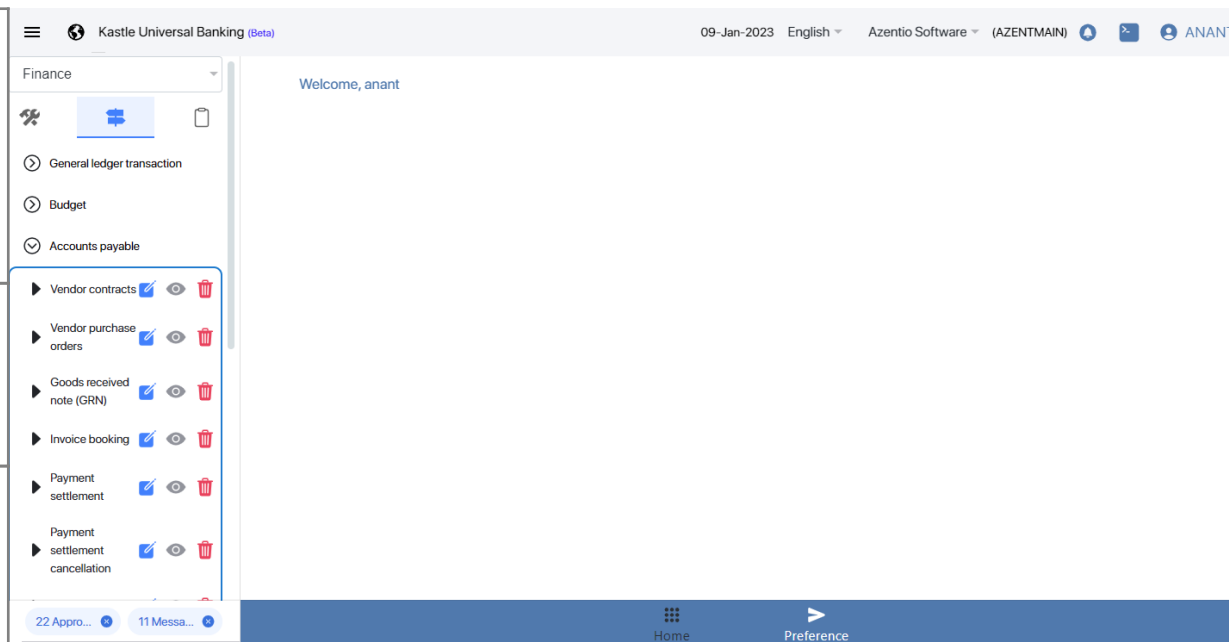 Kastle Universal Banking (Beta)
09-Jan-2023 English Azentio Software (AZENTMAIN) ANANT
Finance
Welcome, anant
General ledger transaction
Budget
Accounts payable
Vendor contracts
Vendor purchase
orders
Goods received
note (GRN)
Invoice booking
Payment
settlement
Payment
settlement
cancellation
22 Appro... 11 Messa...
Home Preference